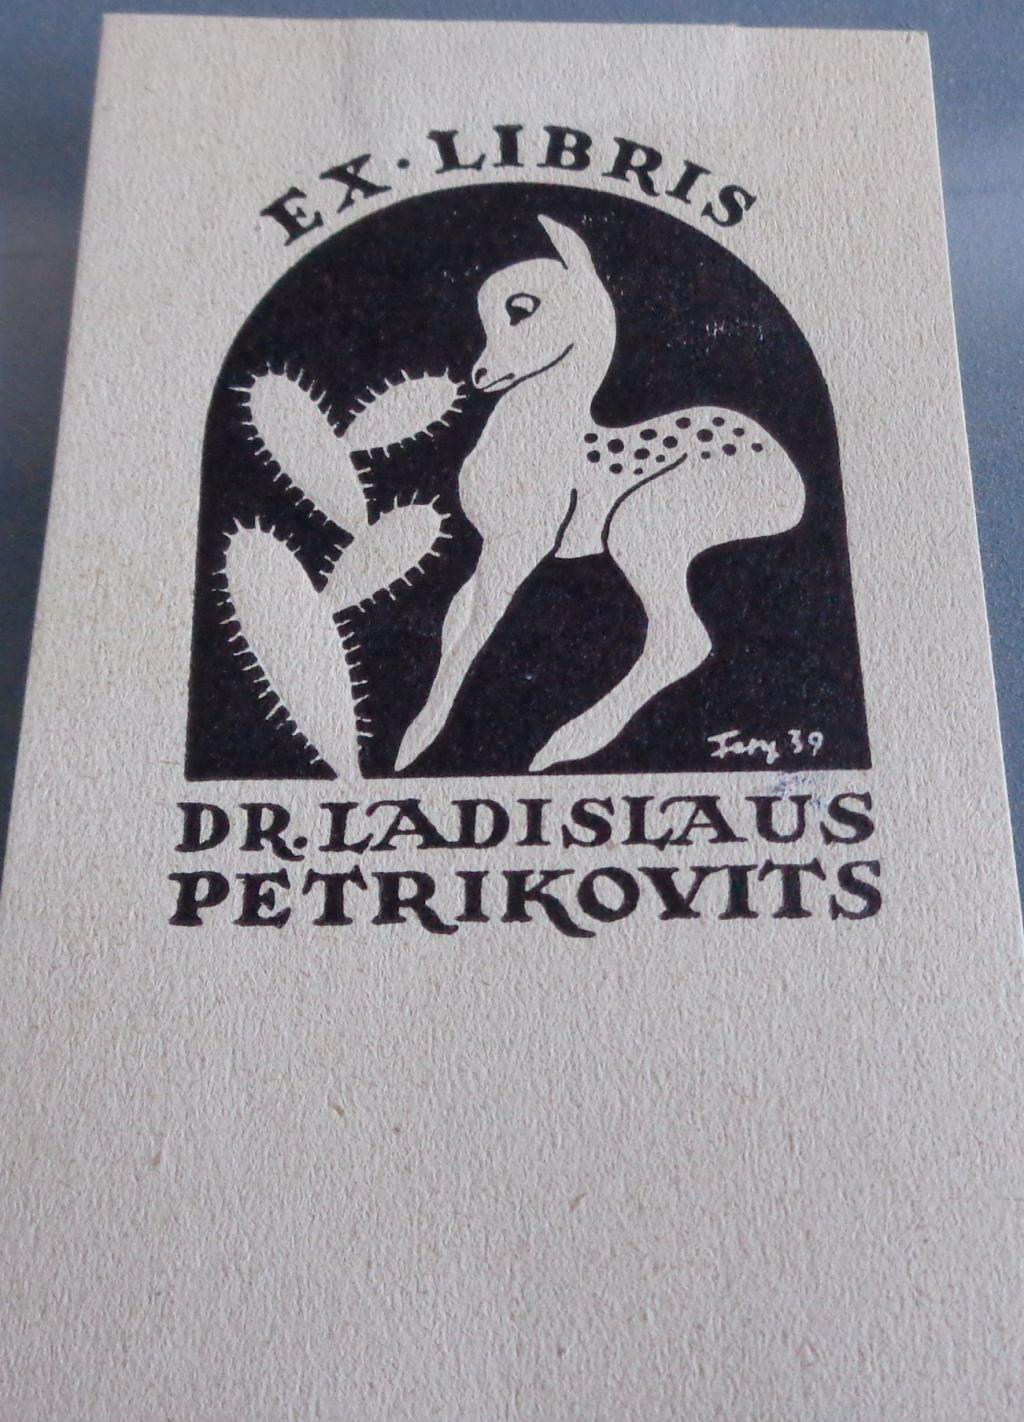 EX·LIBRIS
Fery 39
DR. LADISLAUS
PETRIKOVITS